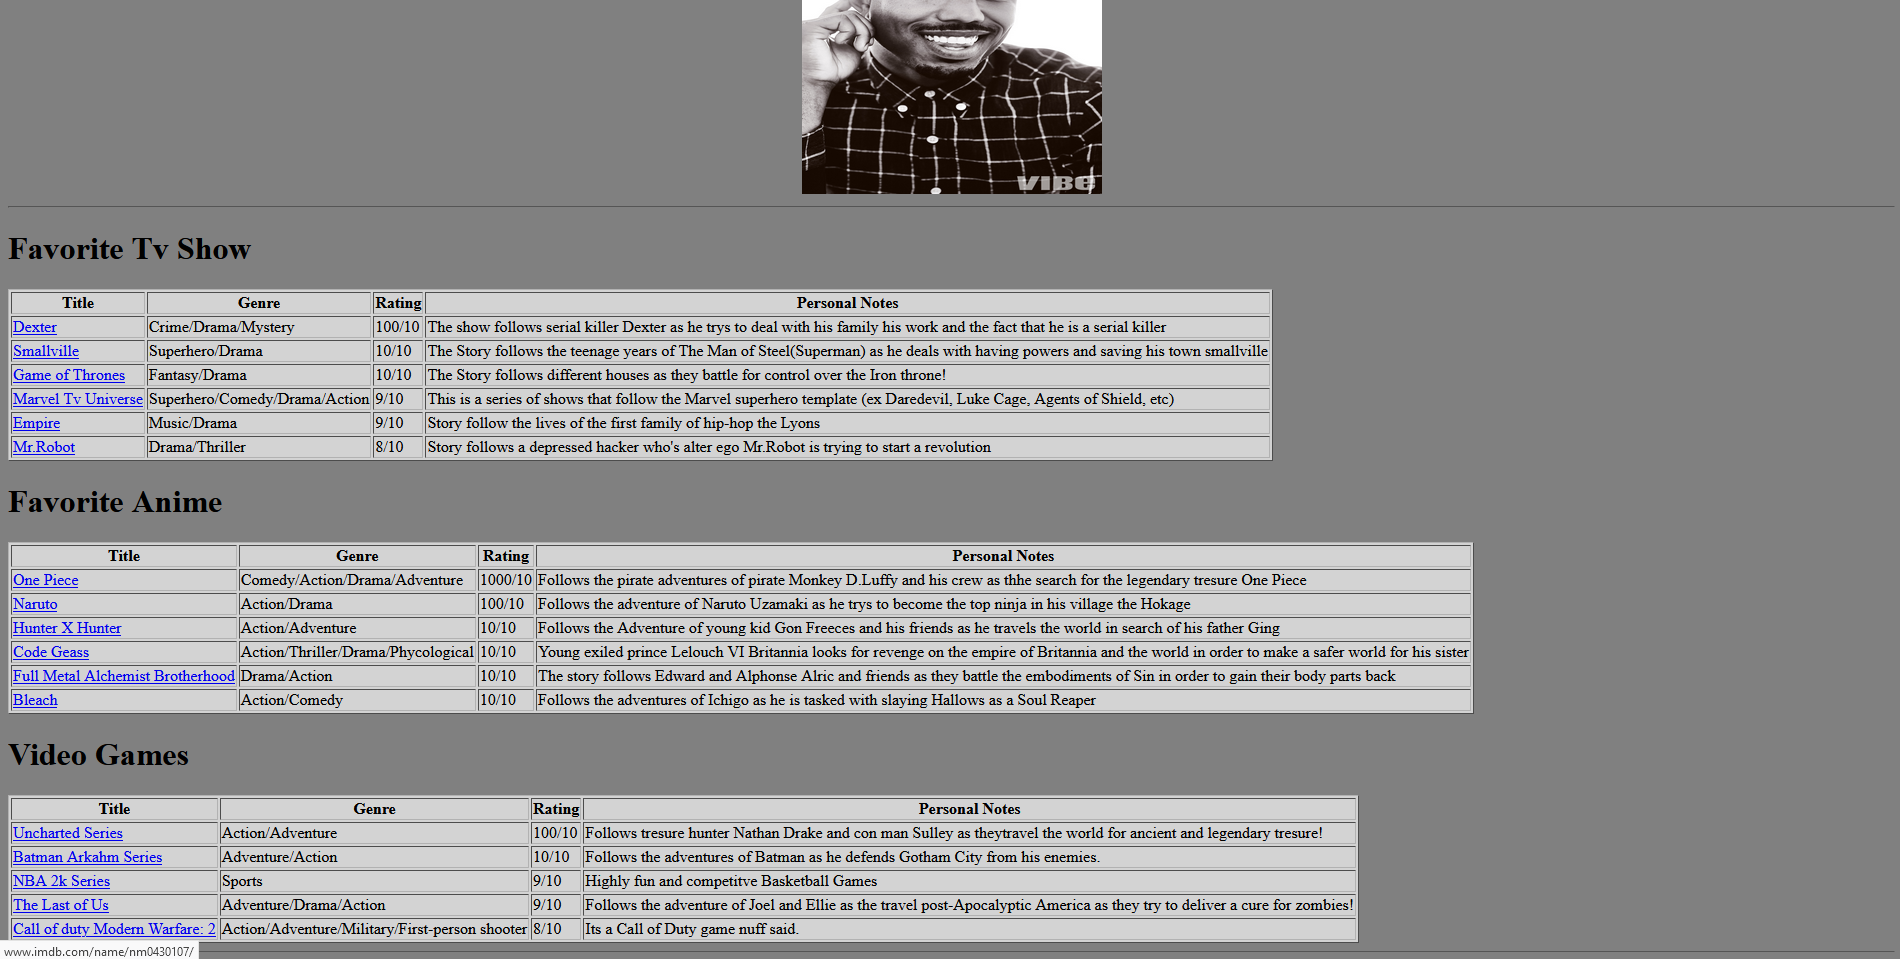 VIBE
Favorite Tv Show
Title Genre Rating Personal Notes
Dexter Crime/Drama/Mystery 100/10 The show follows serial killer Dexter as he trys to deal with his family his work and the fact that he is a serial killer
Smallville Superhero/Drama 10/10 The Story follows the teenage years of The Man of Steel(Superman) as he deals with having powers and saving his town smallville
Game of Thrones Fantasy/Drama 10/10 The Story follows different houses as they battle for control over the Iron throne!
Marvel Tv Universe Superhero/Comedy/Drama/Action 9/10 This is a series of shows that follow the Marvel superhero template (ex Daredevil, Luke Cage, Agents of Shield, etc)
Empire Music/Drama 9/10 Story follow the lives of the first family of hip-hop the Lyons
Mr.Robot Drama/Thriller 8/10 Story follows a depressed hacker who's alter ego Mr.Robot is trying to start a revolution
Favorite Anime
Title Genre Rating Personal Notes
One Piece Comedy/Action/Drama/Adventure 1000/10 Follows the pirate adventures of pirate Monkey D.Luffy and his crew as thhe search for the legendary tresure One Piece
Naruto Action/Drama 100/10 Follows the adventure of Naruto Uzamaki as he trys to become the top ninja in his village the Hokage
Hunter X Hunter Action/Adventure 10/10 Follows the Adventure of young kid Gon Freeces and his friends as he travels the world in search of his father Ging
Code Geass Action/Thriller/Drama/Phycological 10/10 Young exiled prince Lelouch VI Britannia looks for revenge on the empire of Britannia and the world in order to make a safer world for his sister
Full Metal Alchemist Brotherhood Drama/Action 10/10 The story follows Edward and Alphonse Alric and friends as they battle the embodiments of Sin in order to gain their body parts back
Bleach Action/Comedy 10/10 Follows the adventures of Ichigo as he is tasked with slaying Hallows as a Soul Reaper
Video Games
Title Genre Rating Personal Notes
Uncharted Series Action/Adventure 100/10 Follows tresure hunter Nathan Drake and con man Sulley as theytravel the world for ancient and legendary tresure!
Batman Arkahm Series Adventure/Action 10/10 Follows the adventures of Batman as he defends Gotham City from his enemies.
NBA 2k Series Sports 9/10 Highly fun and competitve Basketball Games
The Last of Us Adventure/Drama/Action 9/10 Follows the adventure of Joel and Ellie as the travel post-Apocalyptic America as they try to deliver a cure for zombies!
Call of duty Modern Warfare: 2 Action/Adventure/Military/First-person shooter 8/10 Its a Call of Duty game nuff said.
www.imdb.com/name/nm0430107/